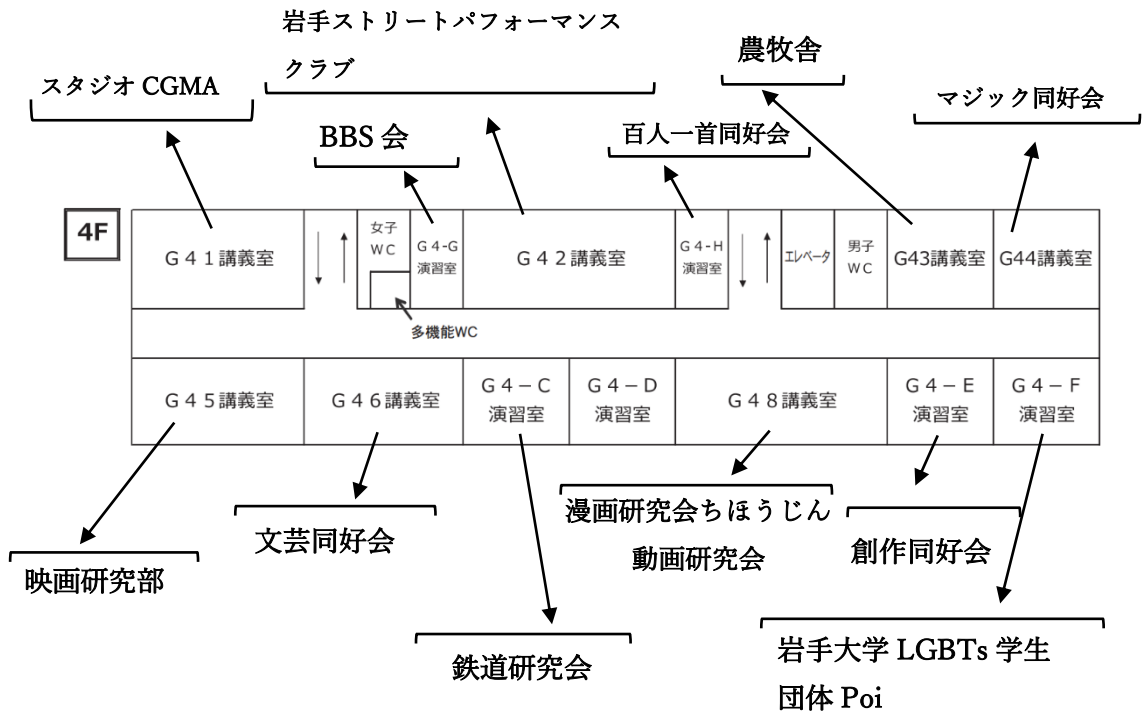 岩手ストリートパフォーマンス
クラブ
農牧舎
スタジオ CGMA
マジック同好会
BBS 会
百人一首同好会
4F
G41講義室
女子
WC
G4-G
演習室
G42講義室
G4-H
演習室
エレベータ
男子
WC
G43講義室
G44講義室
多機能WC
G45講義室
G46講義室
G4－C
演習室
G4－D
演習室
G48講義室
G4－E
演習室
G4－F
演習室
映画研究部
文芸同好会
漫画研究会ちほうじん
動画研究会
創作同好会
鉄道研究会
岩手大学 LGBTs 学生
団体 Poi